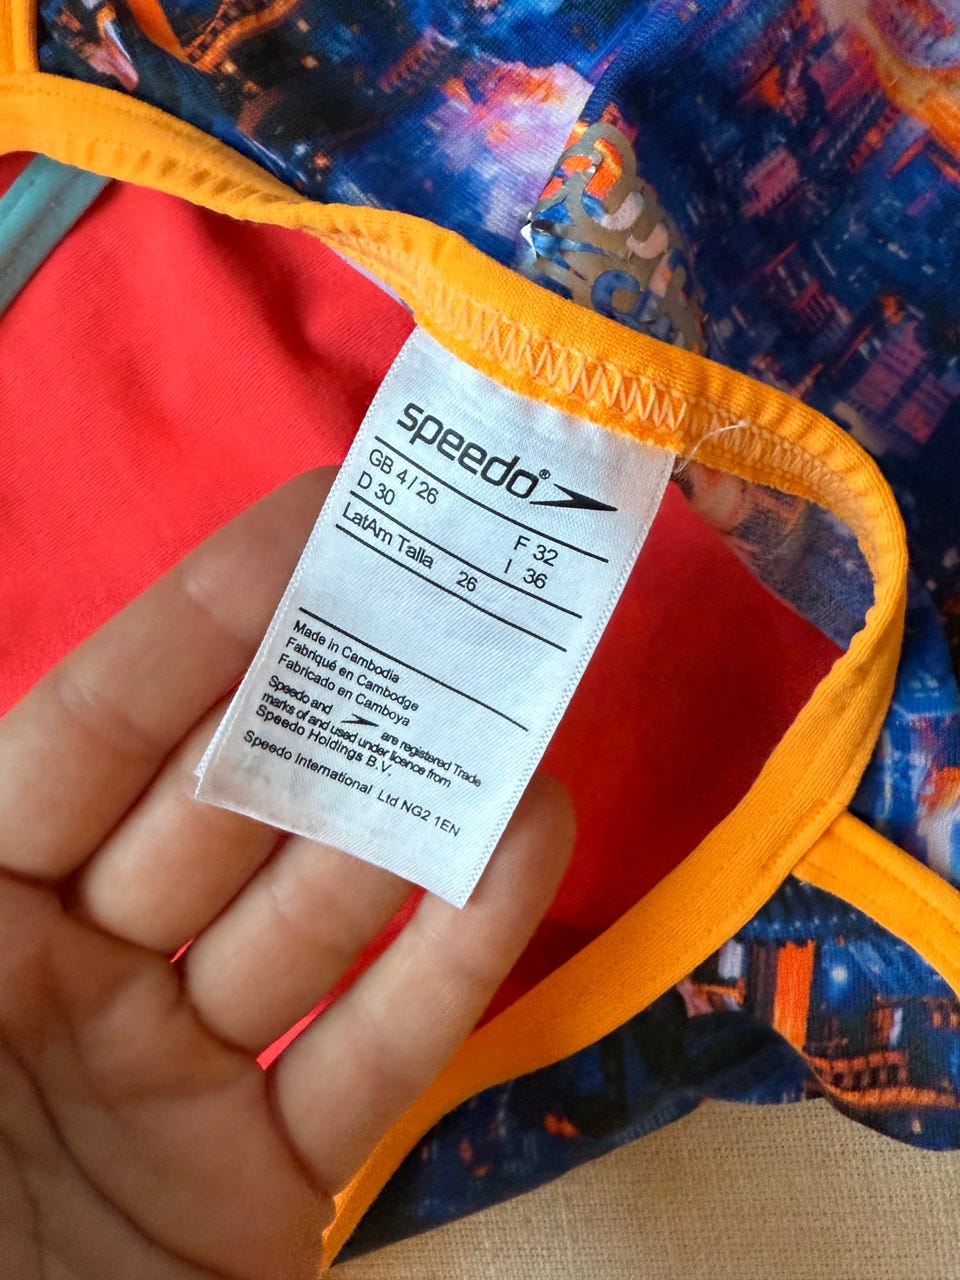 speedo®
GB 4/26 F 32
D 30 I 36
LatAm Talla 26
Made in Cambodia
Fabriqué en Cambodge
Fabricado en Camboya
Speedo and are registered Trade
marks of and used under licence from
Speedo Holdings B.V.
Speedo International Ltd NG2 1EN